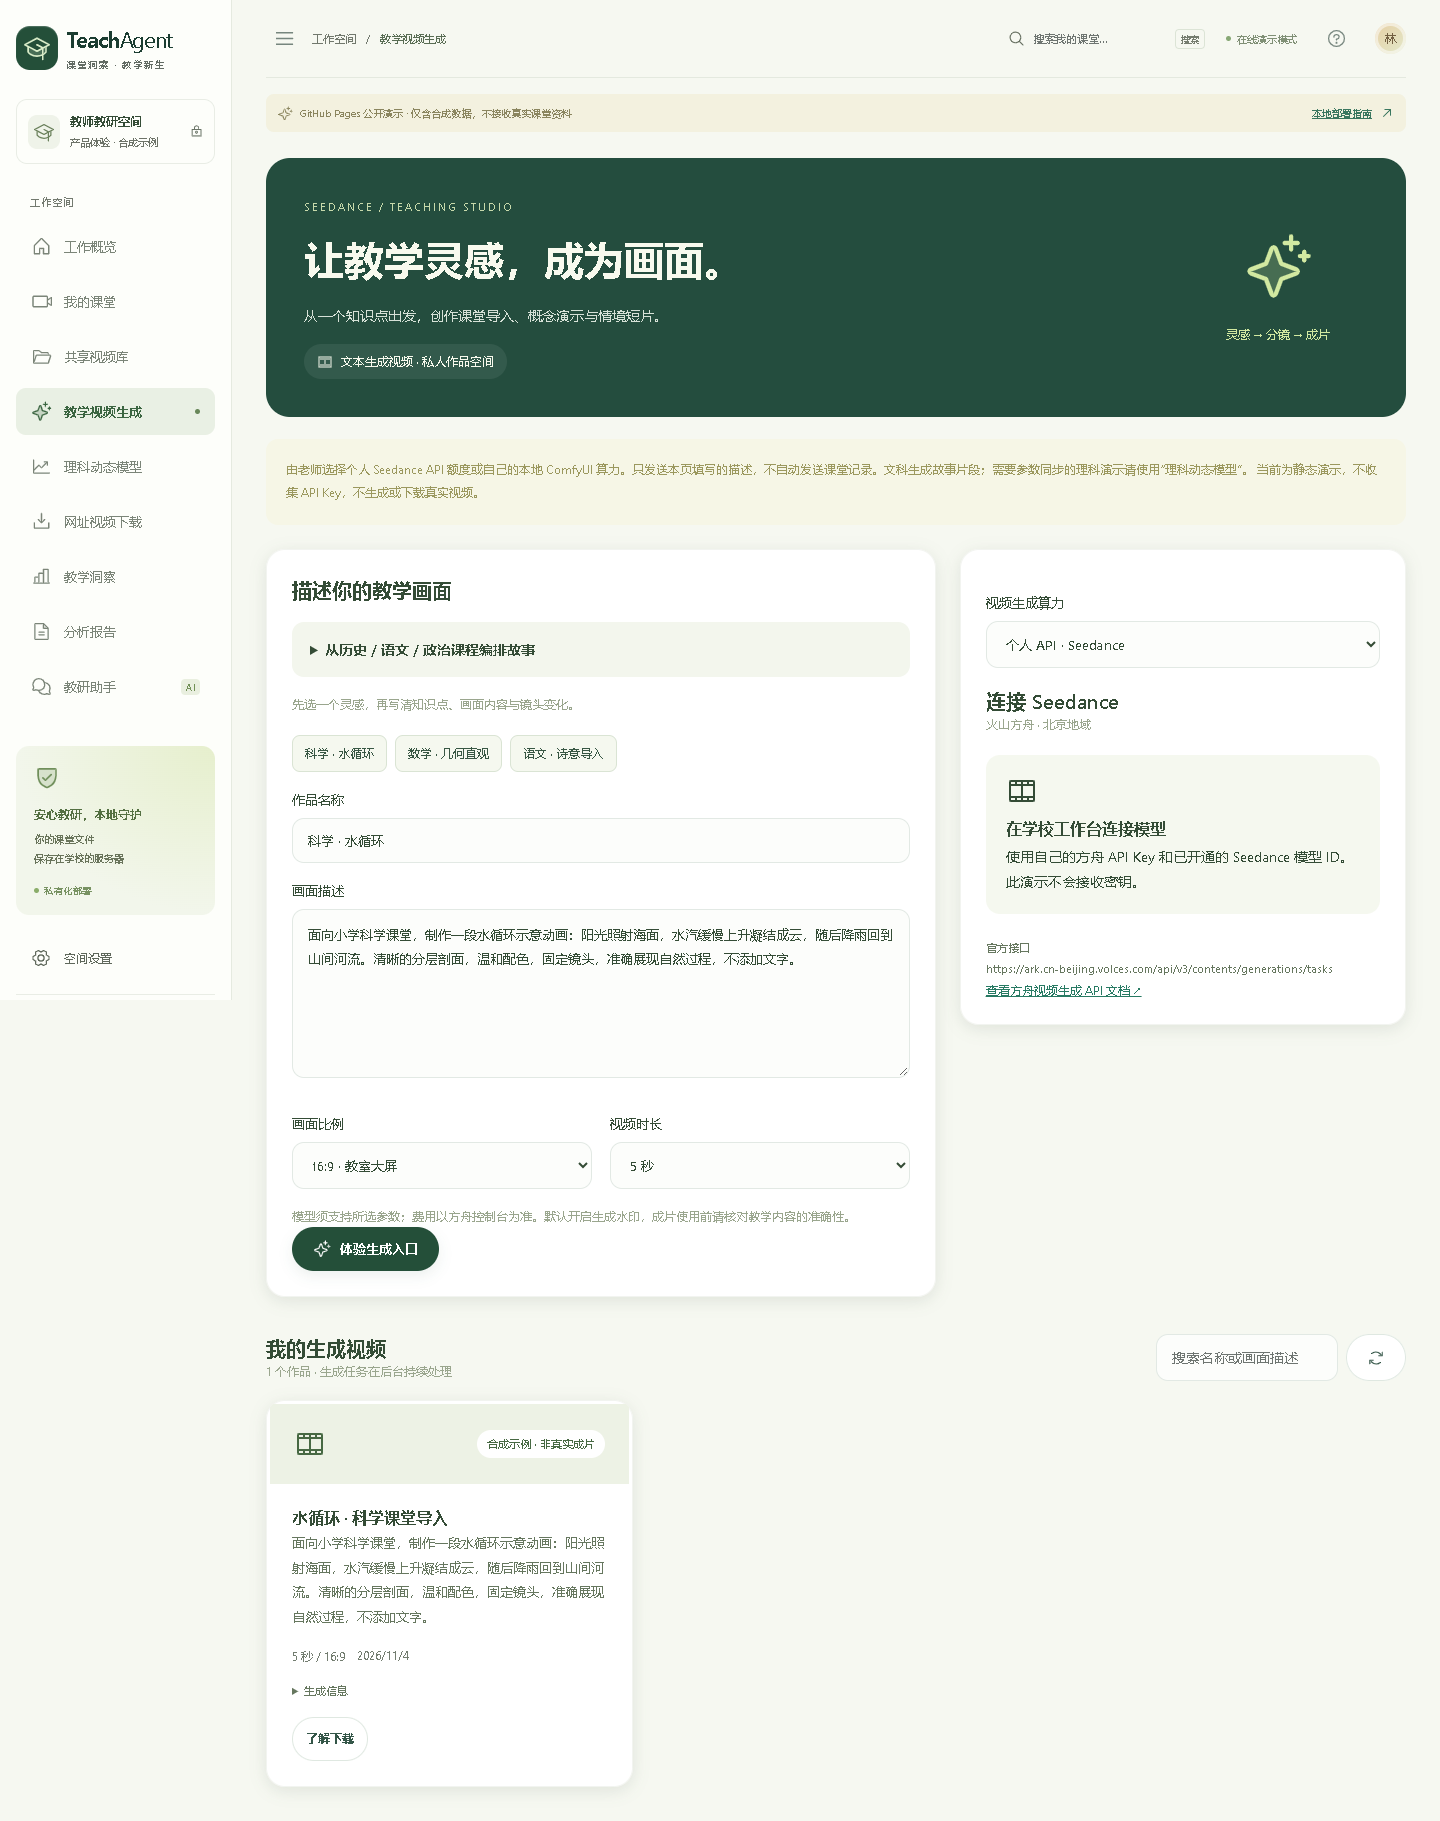 TeachAgent
课堂洞察 · 教学新生
教师教研空间
产品体验 · 合成示例
工作空间
工作概览
我的课堂
共享视频库
教学视频生成
理科动态模型
网址视频下载
教学洞察
分析报告
教研助手
AI
安心教研，本地守护
你的课堂文件
保存在学校的服务器
私有化部署
空间设置
工作空间 / 教学视频生成
搜索我的课堂...
搜索
在线演示模式
林
GitHub Pages 公开演示 · 仅含合成数据，不接收真实课堂资料
本地部署指南
SEEDANCE / TEACHING STUDIO
让教学灵感，成为画面。
从一个知识点出发，创作课堂导入、概念演示与情境短片。
文本生成视频 · 私人作品空间
灵感 → 分镜 → 成片
由老师选择个人 Seedance API 额度或自己的本地 ComfyUI 算力。只发送本页填写的描述，不自动发送课堂记录。文科生成故事片段；需要参数同步的理科演示请使用“理科动态模型”。 当前为静态演示，不收
集 API Key，不生成或下载真实视频。
描述你的教学画面
从历史 / 语文 / 政治课程编排故事
先选一个灵感，再写清知识点、画面内容与镜头变化。
科学 · 水循环
数学 · 几何直观
语文 · 诗意导入
作品名称
科学 · 水循环
画面描述
面向小学科学课堂，制作一段水循环示意动画：阳光照射海面，水汽缓慢上升凝结成云，随后降雨回到
山间河流。清晰的分层剖面，温和配色，固定镜头，准确展现自然过程，不添加文字。
画面比例
视频时长
16:9 · 教室大屏
5 秒
模型须支持所选参数；费用以方舟控制台为准。默认开启生成水印，成片使用前请核对教学内容的准确性。
体验生成入口
视频生成算力
个人 API · Seedance
连接 Seedance
火山方舟 · 北京地域
在学校工作台连接模型
使用自己的方舟 API Key 和已开通的 Seedance 模型 ID。
此演示不会接收密钥。
官方接口
https://ark.cn-beijing.volces.com/api/v3/contents/generations/tasks
查看方舟视频生成 API 文档↗
我的生成视频
1 个作品 · 生成任务在后台持续处理
搜索名称或画面描述
合成示例 · 非真实成片
水循环 · 科学课堂导入
面向小学科学课堂，制作一段水循环示意动画：阳光照
射海面，水汽缓慢上升凝结成云，随后降雨回到山间河
流。清晰的分层剖面，温和配色，固定镜头，准确展现
自然过程，不添加文字。
5 秒 / 16:9 2026/11/4
生成信息
了解下载